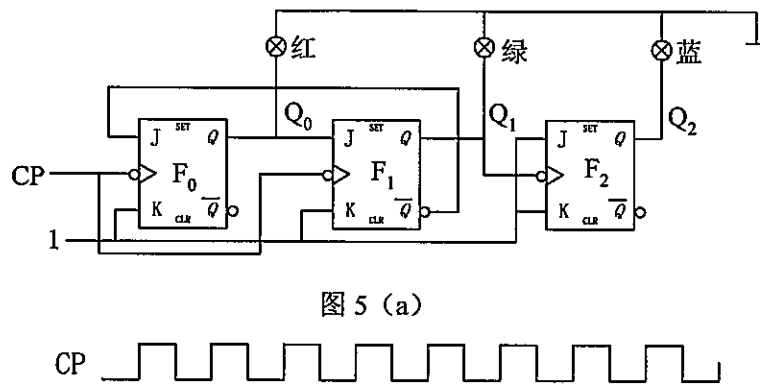 红 绿 蓝
Q₀ Q₁ Q₂
J SET Q J SET Q J SET Q
CP F₀ F₁ F₂
K CLR Q̅ K CLR Q̅ K CLR Q̅
1
图 5（a）
CP